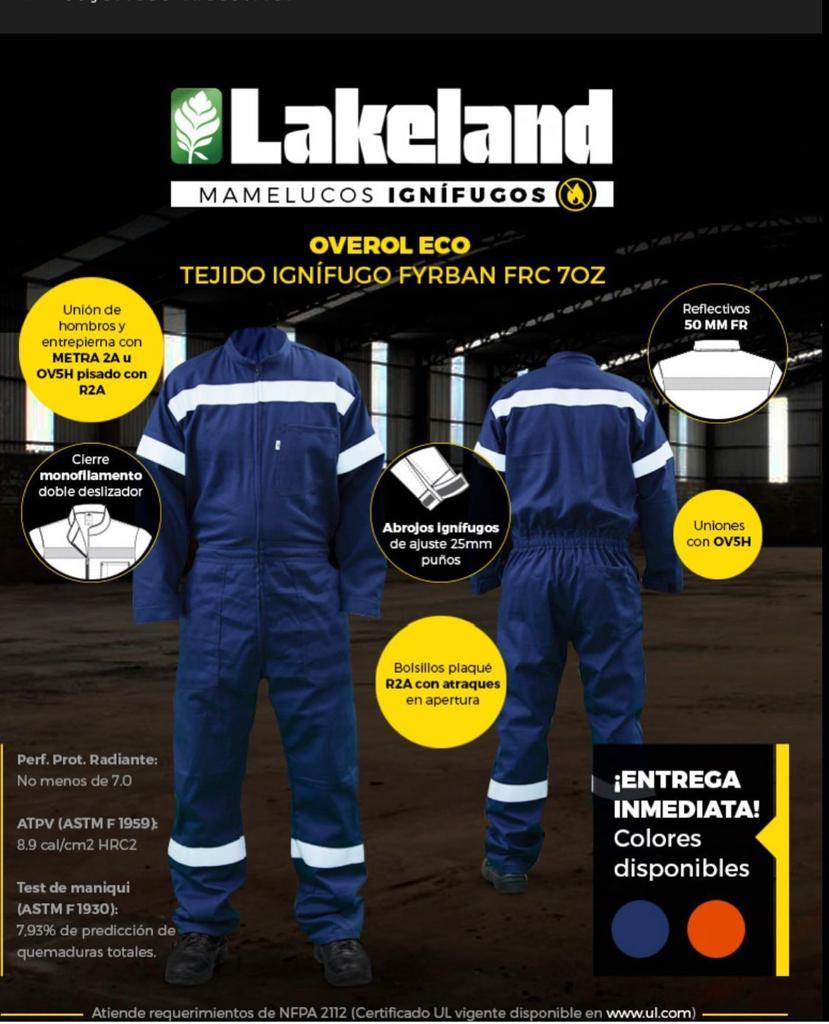 Lakeland
MAMELUCOS IGNÍFUGOS
OVEROL ECO
TEJIDO IGNÍFUGO FYRBAN FRC 7OZ
Unión de
hombros y
entrepierna con
METRA 2A u
OV5H pisado con
R2A
Reflectivos
50 MM FR
Cierre
monofilamento
doble deslizador
Abrojos Ignífugos
de ajuste 25mm
puños
Uniones
con OV5H
Bolsillos plaqué
R2A con atraques
en apertura
Perf. Prot. Radiante:
No menos de 7.0
ATPV (ASTM F 1959):
8.9 cal/cm2 HRC2
Test de maniqui
(ASTM F 1930):
7,93% de predicción de
quemaduras totales.
¡ENTREGA
INMEDIATA!
Colores
disponibles
Atiende requerimientos de NFPA 2112 (Certificado UL vigente disponible en www.ul.com)